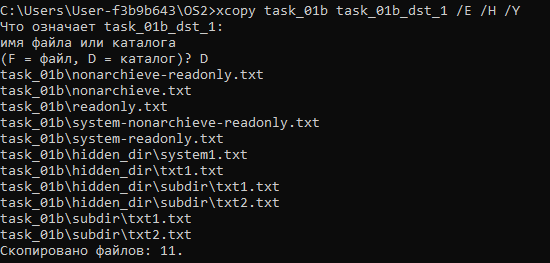 C:\Users\User-f3b9b643\OS2>xcopy task_01b task_01b_dst_1 /E /H /Y
Что означает task_01b_dst_1:
имя файла или каталога
(F = файл, D = каталог)? D
task_01b\nonarchieve-readonly.txt
task_01b\nonarchieve.txt
task_01b\readonly.txt
task_01b\system-nonarchieve-readonly.txt
task_01b\system-readonly.txt
task_01b\hidden_dir\system1.txt
task_01b\hidden_dir\txt1.txt
task_01b\hidden_dir\subdir\txt1.txt
task_01b\hidden_dir\subdir\txt2.txt
task_01b\subdir\txt1.txt
task_01b\subdir\txt2.txt
Скопировано файлов: 11.